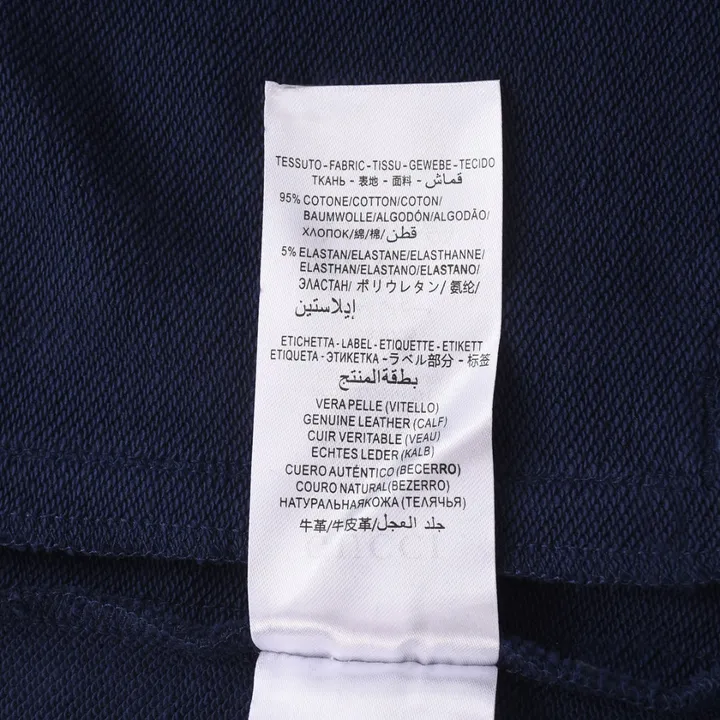 TESSUTO-FABRIC-TISSU-GEWEBE-TECIDO
ТКАНЬ - 表地 - 面料 - قماش
95% COTONE/COTTON/COTON/
BAUMWOLLE/ALGODÓN/ALGODÃO/
ХЛОПОК/綿/棉/قطن
5% ELASTAN/ELASTANE/ELASTHANNE/
ELASTHAN/ELASTANO/ELASTANO/
ЭЛАСТАН/ ポリウレタン/ 氨纶/
إيلاستين
ETICHETTA-LABEL-ETIQUETTE-ETIKETT
ETIQUETA-ЭТИКЕТКА-ラベル部分 - 标签
بطقةالمنتج
VERA PELLE (VITELLO)
GENUINE LEATHER (CALF)
CUIR VERITABLE (VEAU)
ECHTES LEDER (KALB)
CUERO AUTÉNTICO (BECERRO)
COURO NATURAL (BEZERRO)
НАТУРАЛЬНАЯКОЖА (ТЕЛЯЧЬЯ)
牛革/牛皮革/جلد العجل